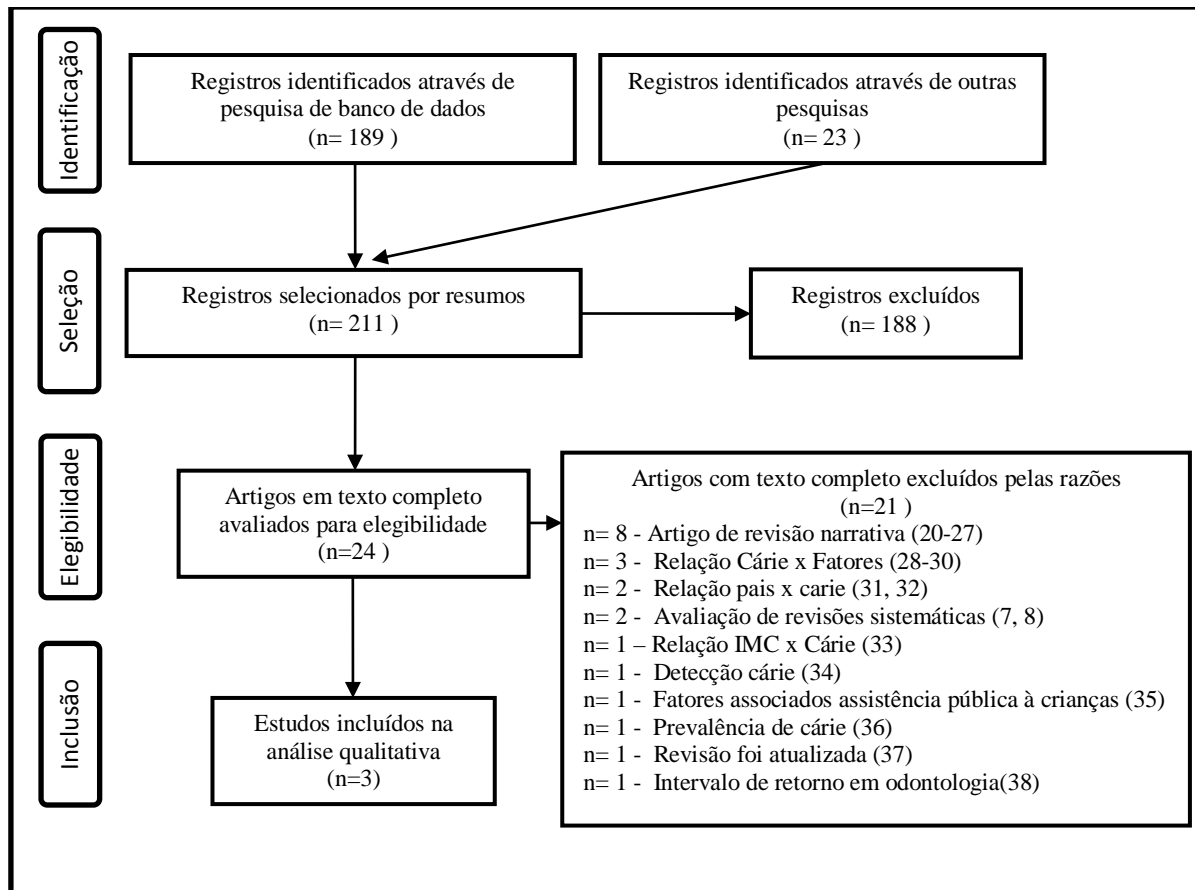 Identificação
Registros identificados através de
pesquisa de banco de dados
(n= 189 )
Registros identificados através de outras
pesquisas
(n= 23 )
Seleção
Registros selecionados por resumos
(n= 211 )
Registros excluídos
(n= 188 )
Elegibilidade
Artigos em texto completo
avaliados para elegibilidade
(n=24 )
Artigos com texto completo excluídos pelas razões
(n=21 )
n= 8 - Artigo de revisão narrativa (20-27)
n= 3 - Relação Cárie x Fatores (28-30)
n= 2 - Relação pais x carie (31, 32)
n= 2 - Avaliação de revisões sistemáticas (7, 8)
n= 1 – Relação IMC x Cárie (33)
n= 1 - Detecção cárie (34)
n= 1 - Fatores associados assistência pública à crianças (35)
n= 1 - Prevalência de cárie (36)
n= 1 - Revisão foi atualizada (37)
n= 1 - Intervalo de retorno em odontologia(38)
Inclusão
Estudos incluídos na
análise qualitativa
(n=3)